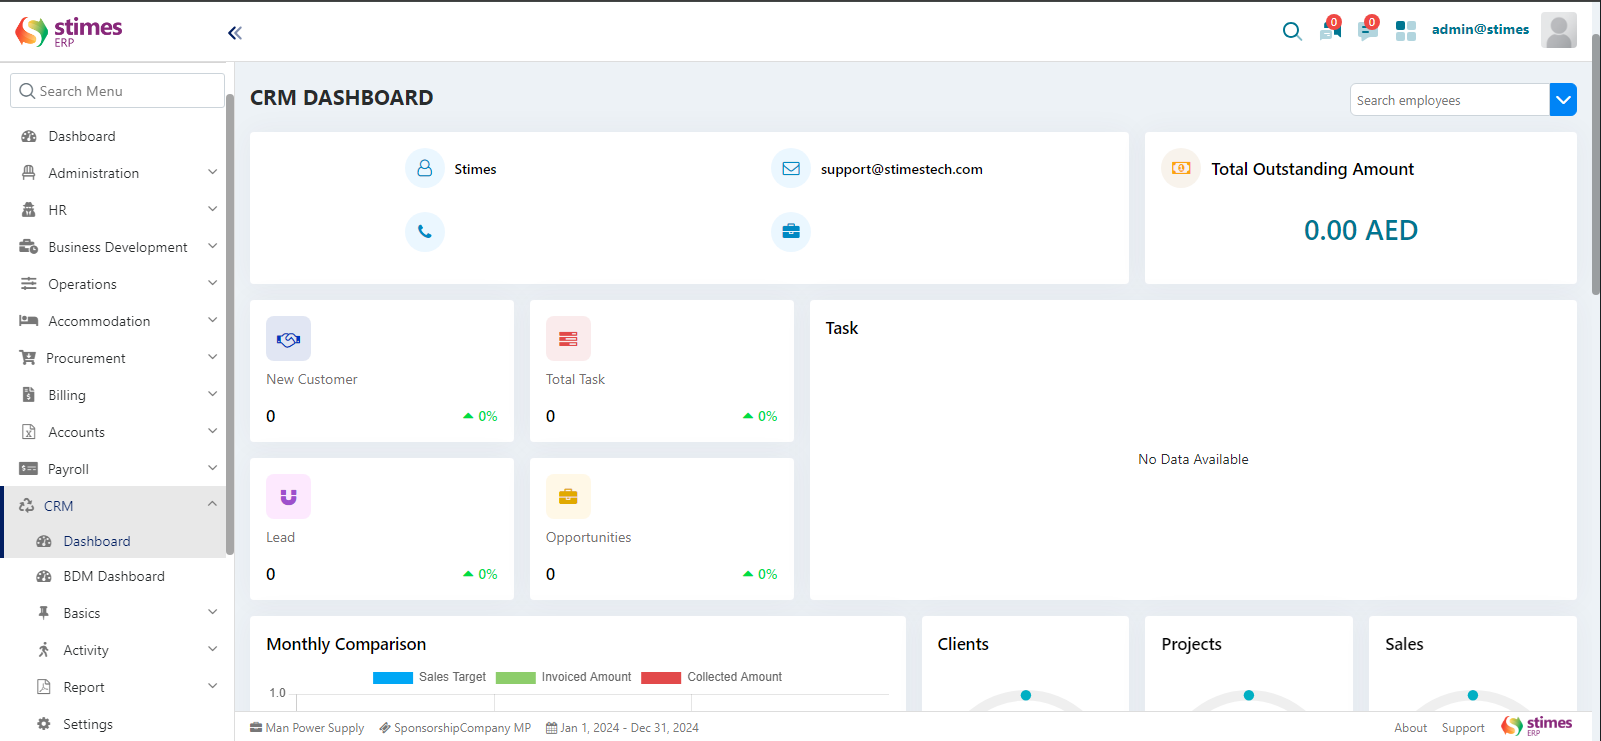 stimes
ERP
0
0
admin@stimes
Search Menu
Dashboard
Administration
HR
Business Development
Operations
Accommodation
Procurement
Billing
Accounts
Payroll
CRM
Dashboard
BDM Dashboard
Basics
Activity
Report
Settings
CRM DASHBOARD
Search employees
Stimes
support@stimestech.com
Total Outstanding Amount
0.00 AED
New Customer
0
0%
Total Task
0
0%
Task
No Data Available
Lead
0
0%
Opportunities
0
0%
Monthly Comparison
Sales Target
Invoiced Amount
Collected Amount
1.0
Clients
Projects
Sales
Man Power Supply
SponsorshipCompany MP
Jan 1, 2024 - Dec 31, 2024
About
Support
stimes
ERP